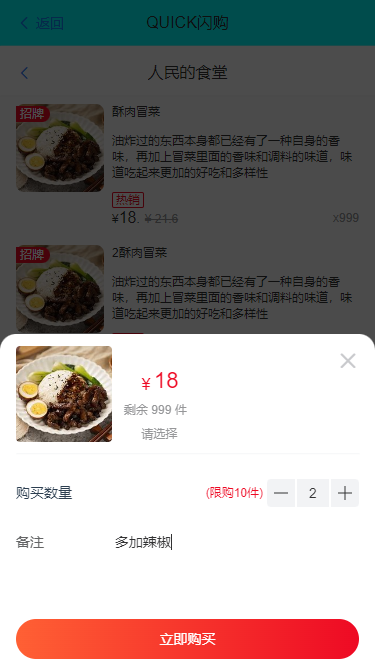 返回
QUICK闪购
人民的食堂
招牌
酥肉冒菜
油炸过的东西本身都已经有了一种自身的香
味，再加上冒菜里面的香味和调料的味道，味
道吃起来更加的好吃和多样性
热销
¥18. ¥ 21.6
x999
招牌
2酥肉冒菜
油炸过的东西本身都已经有了一种自身的香
味，再加上冒菜里面的香味和调料的味道，味
道吃起来更加的好吃和多样性
¥ 18
剩余 999 件
请选择
购买数量
(限购10件)
2
备注
多加辣椒
立即购买